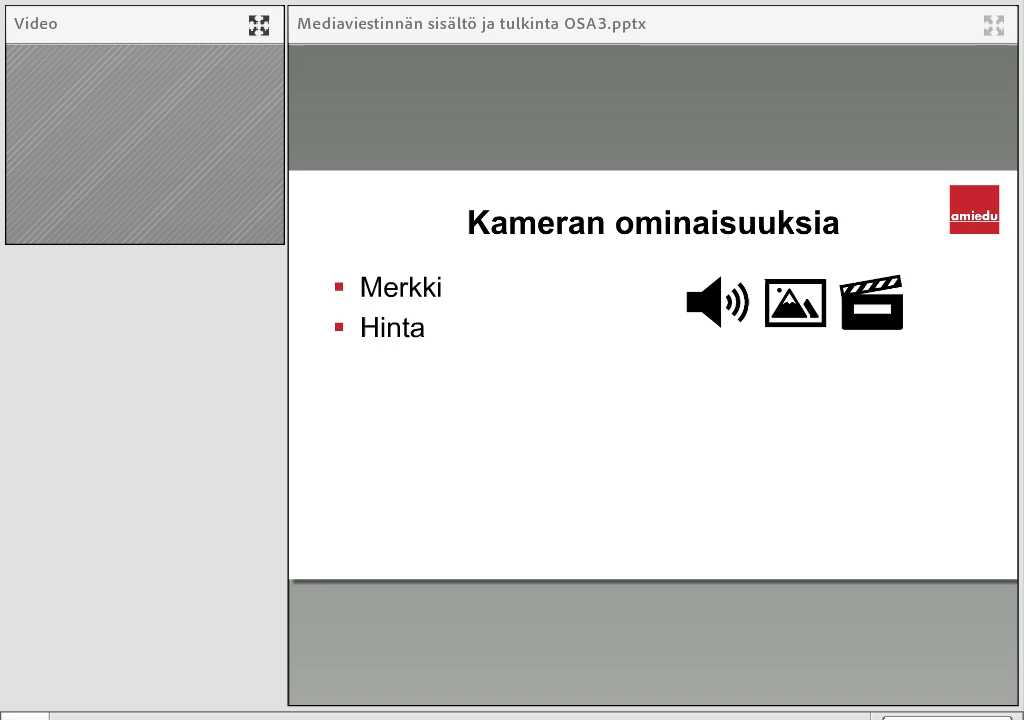 Video
Mediaviestinnän sisältö ja tulkinta OSA3.pptx
amiedu
Kameran ominaisuuksia
Merkki
Hinta